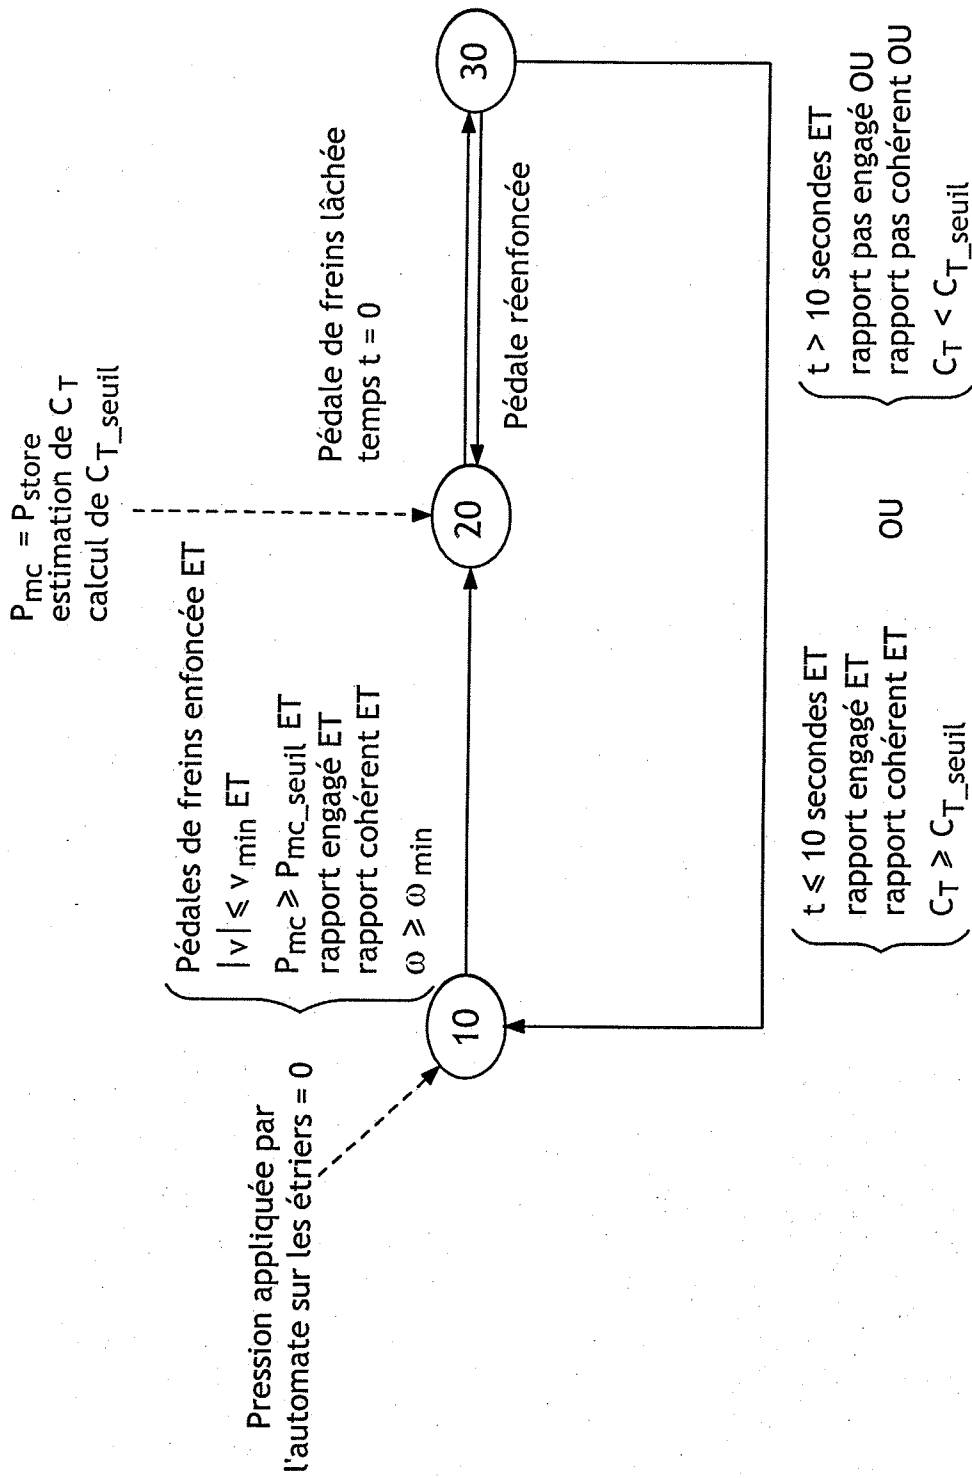 P_mc = P_store
estimation de C_T
calcul de C_T_seuil
Pédales de freins enfoncée ET
|v| ⩽ v_min ET
P_mc ⩾ P_mc_seuil ET
rapport engagé ET
rapport cohérent ET
ω ⩾ ω_min
Pédale de freins lâchée
temps t = 0
Pression appliquée par
l'automate sur les étriers = 0
10
20
30
Pédale réenfoncée
t ⩽ 10 secondes ET
rapport engagé ET
rapport cohérent ET
C_T ⩾ C_T_seuil
OU
t > 10 secondes ET
rapport pas engagé OU
rapport pas cohérent OU
C_T < C_T_seuil